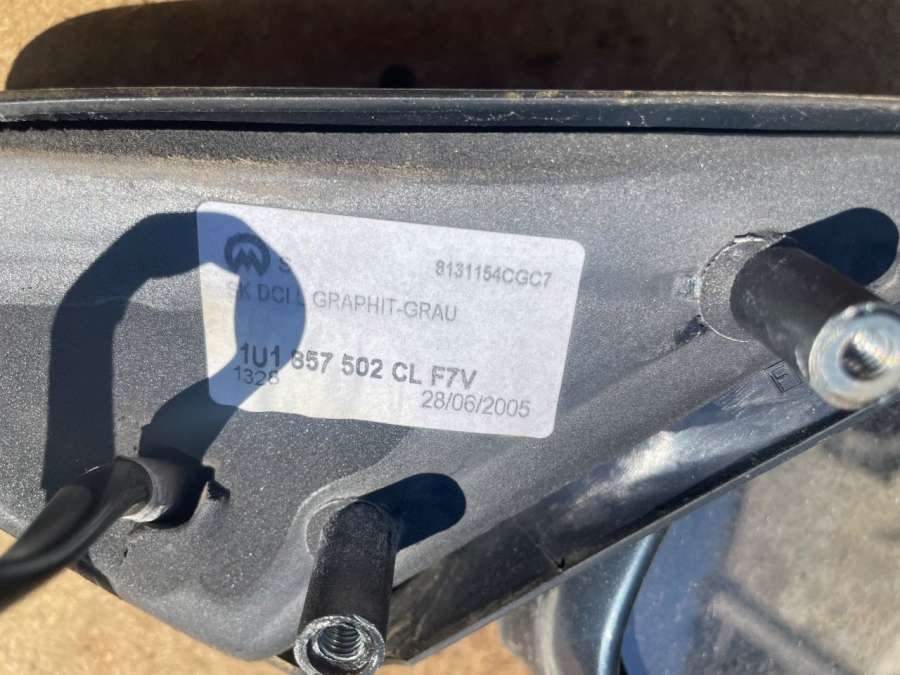 S
8131154CGC7
SK DCI.L GRAPHIT-GRAU
1U1 857 502 CL F7V
1328
28/06/2005